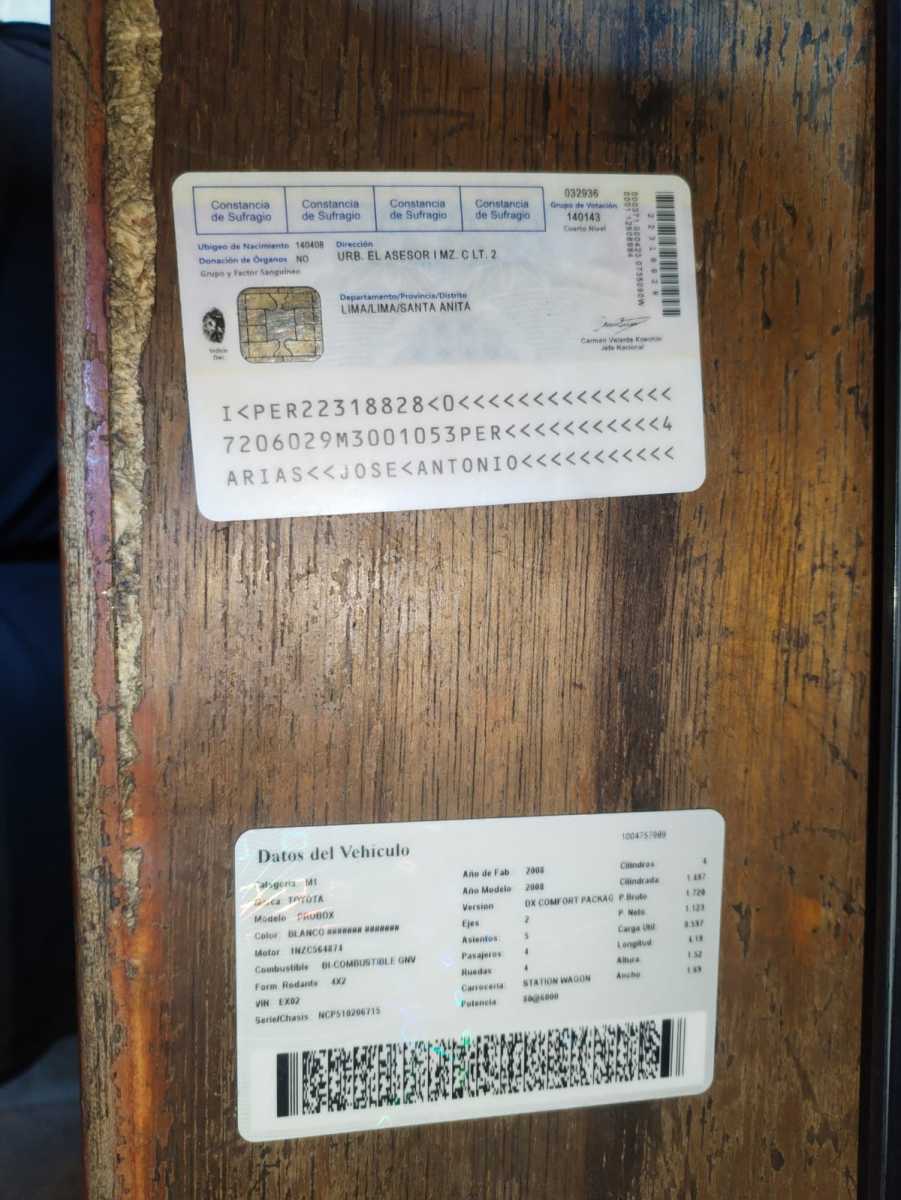 Constancia de Sufragio
Constancia de Sufragio
Constancia de Sufragio
Constancia de Sufragio
032936
Grupo de Votación
140143
Cuarto Nivel
Ubigeo de Nacimiento 140408
Donación de Órganos NO
Grupo y Factor Sanguíneo
Dirección
URB. EL ASESOR I MZ. C LT. 2
Departamento/Provincia/Distrito
LIMA/LIMA/SANTA ANITA
Indice Der.
Carmen Velarde Koechlin
Jefa Nacional
I<PER22318828<0<<<<<<<<<<<<<<<
7206029M3001053PER<<<<<<<<<<<4
ARIAS<<JOSE<ANTONIO<<<<<<<<<<<
Datos del Vehículo
1004757009
Categoria M1
Marca TOYOTA
Modelo PROBOX
Color BLANCO ####### #######
Motor 1NZC564874
Combustible BI-COMBUSTIBLE GNV
Form Rodante 4X2
VIN EX02
Serie/Chasis NCP510206715
Año de Fab 2008
Año Modelo 2008
Version DX COMFORT PACKAG
Ejes 2
Asientos 5
Pasajeros 4
Ruedas 4
Carrocería STATION WAGON
Potencia 80@6000
Cilindros 4
Cilindrada 1.497
P.Bruto 1.720
P. Neto 1.123
Carga Util 0.597
Longitud 4.19
Altura 1.52
Ancho 1.69